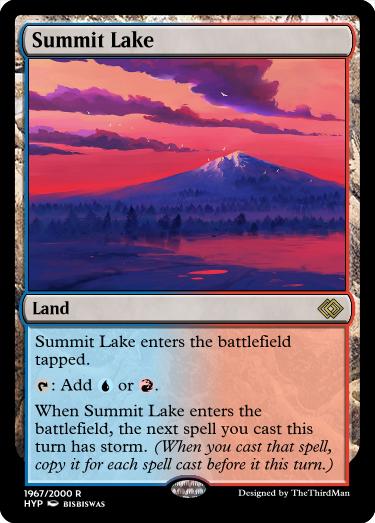 Summit Lake
Land
Summit Lake enters the battlefield
tapped.
: Add or .
When Summit Lake enters the
battlefield, the next spell you cast this
turn has storm. (When you cast that spell,
copy it for each spell cast before it this turn.)
1967/2000 R
HYP BISBISWAS
Designed by TheThirdMan